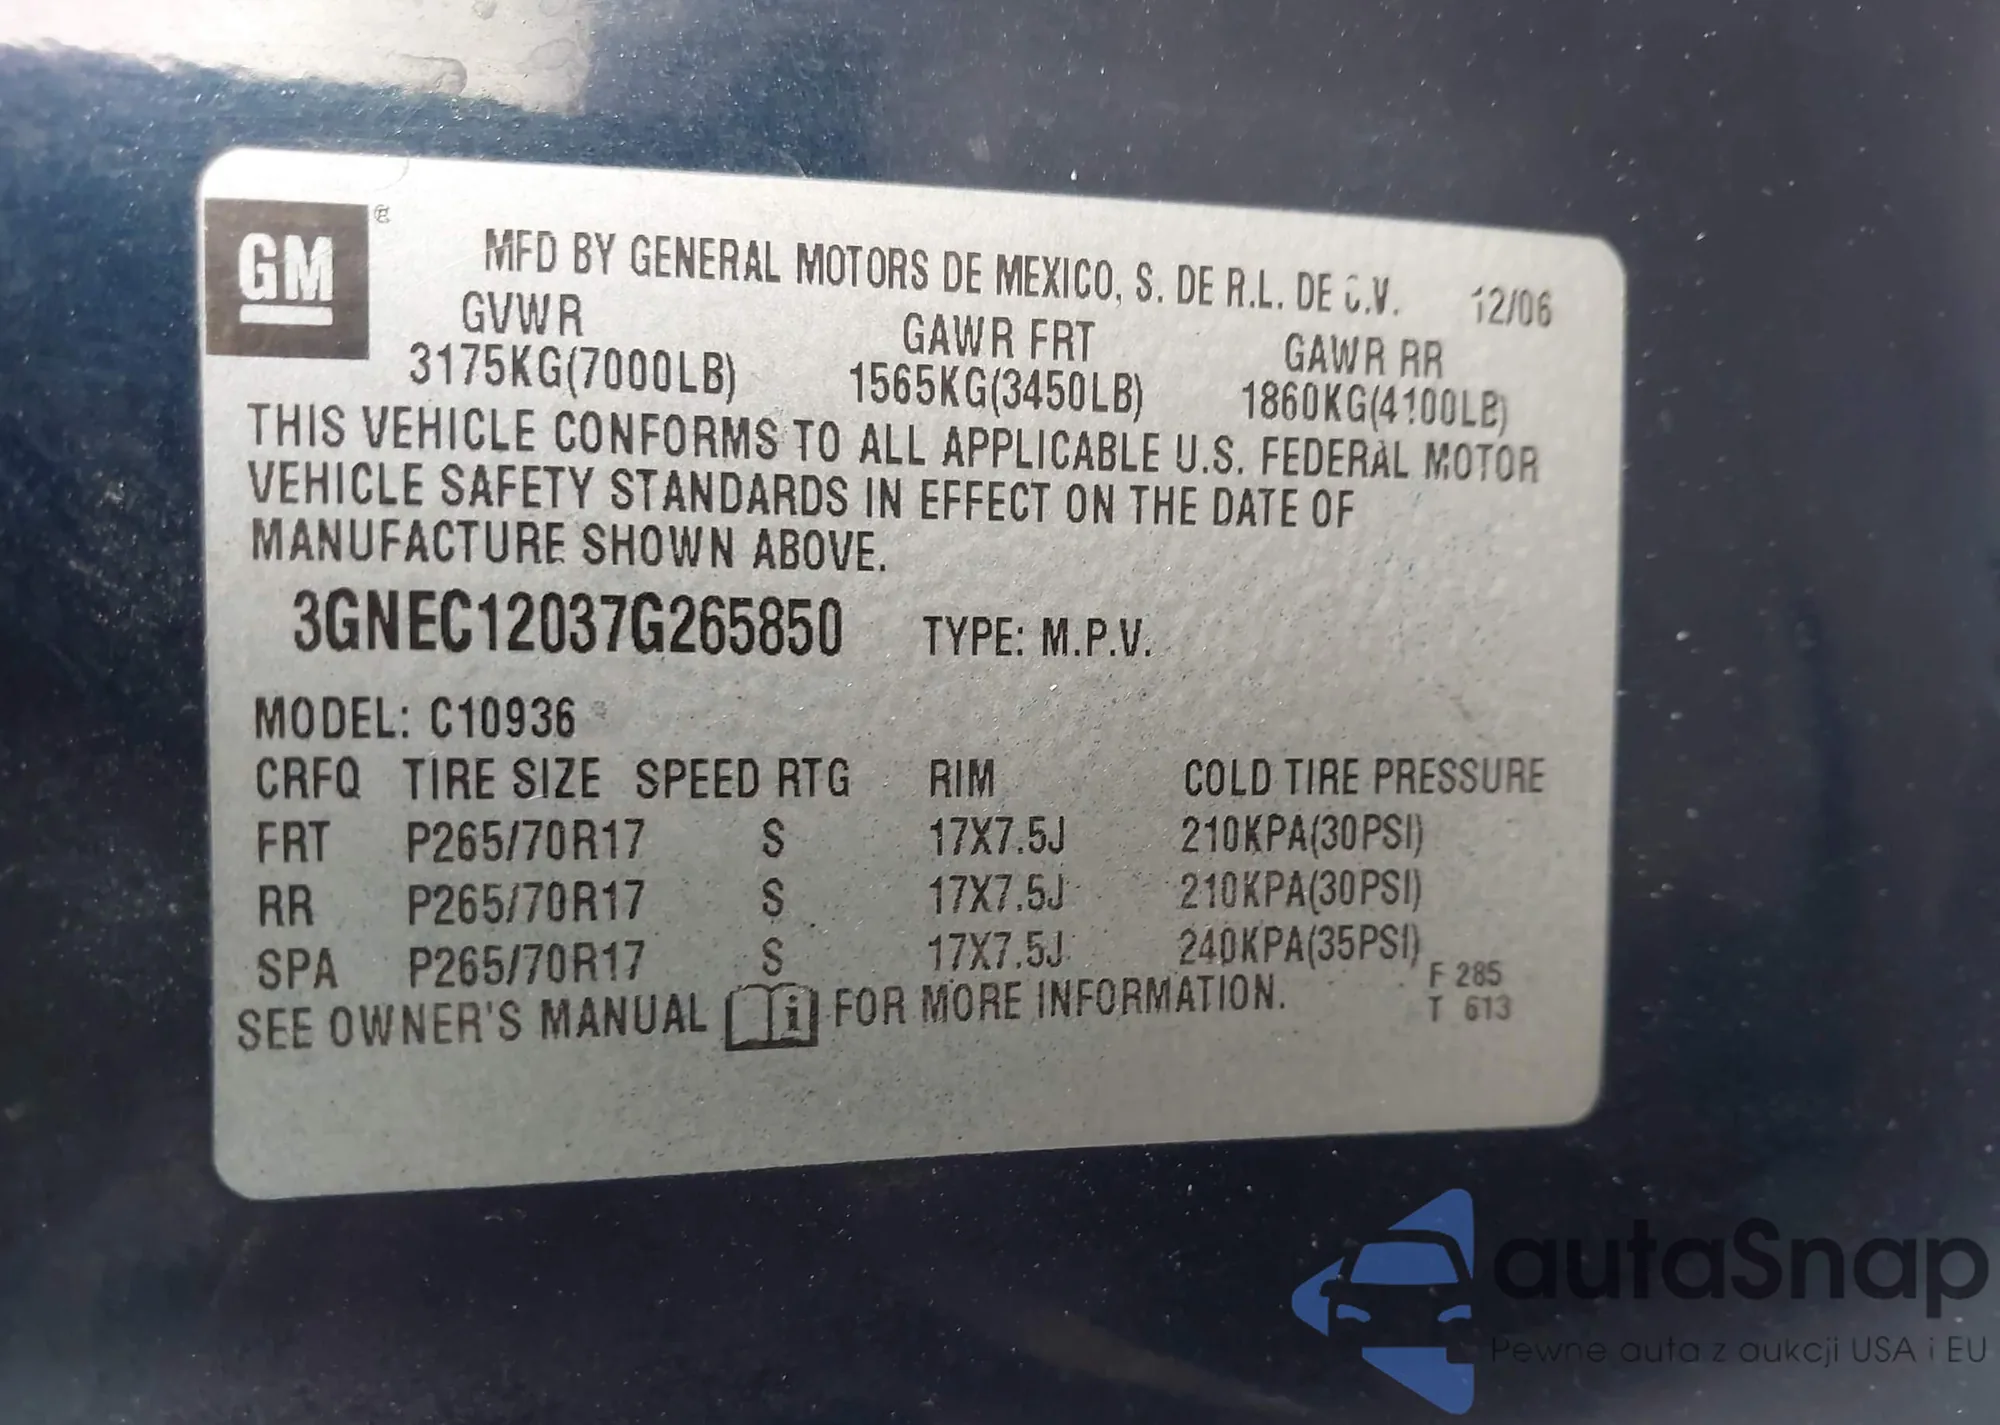 GM ®
MFD BY GENERAL MOTORS DE MEXICO, S. DE R.L. DE C.V. 12/06
GVWR GAWR FRT GAWR RR
3175KG(7000LB) 1565KG(3450LB) 1860KG(4100LB)
THIS VEHICLE CONFORMS TO ALL APPLICABLE U.S. FEDERAL MOTOR
VEHICLE SAFETY STANDARDS IN EFFECT ON THE DATE OF
MANUFACTURE SHOWN ABOVE.
3GNEC12037G265850 TYPE: M.P.V.
MODEL: C10936
CRFQ TIRE SIZE SPEED RTG RIM COLD TIRE PRESSURE
FRT P265/70R17 S 17X7.5J 210KPA(30PSI)
RR P265/70R17 S 17X7.5J 210KPA(30PSI)
SPA P265/70R17 S 17X7.5J 240KPA(35PSI)
SEE OWNER'S MANUAL i FOR MORE INFORMATION.
F 285
T 613
autaSnap
Pewne auta z aukcji USA i EU